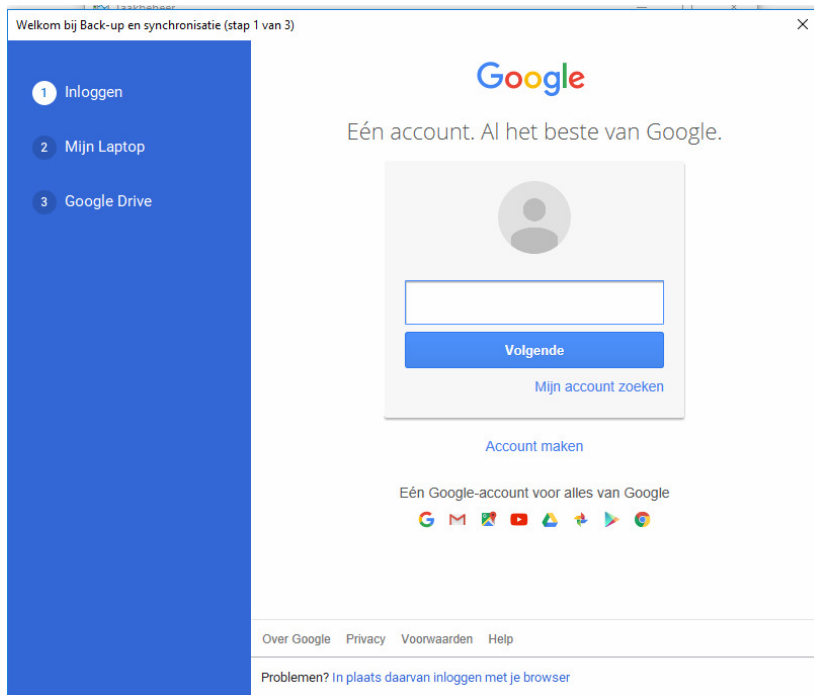 Taakbeheer
Welkom bij Back-up en synchronisatie (stap 1 van 3)
1 Inloggen
2 Mijn Laptop
3 Google Drive
Google
Eén account. Al het beste van Google.
Volgende
Mijn account zoeken
Account maken
Eén Google-account voor alles van Google
Over Google Privacy Voorwaarden Help
Problemen? In plaats daarvan inloggen met je browser